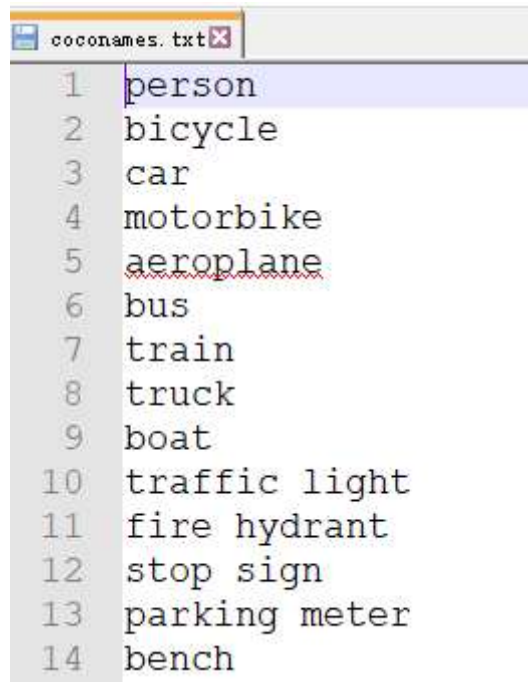 coconames.txt
1 person
2 bicycle
3 car
4 motorbike
5 aeroplane
6 bus
7 train
8 truck
9 boat
10 traffic light
11 fire hydrant
12 stop sign
13 parking meter
14 bench